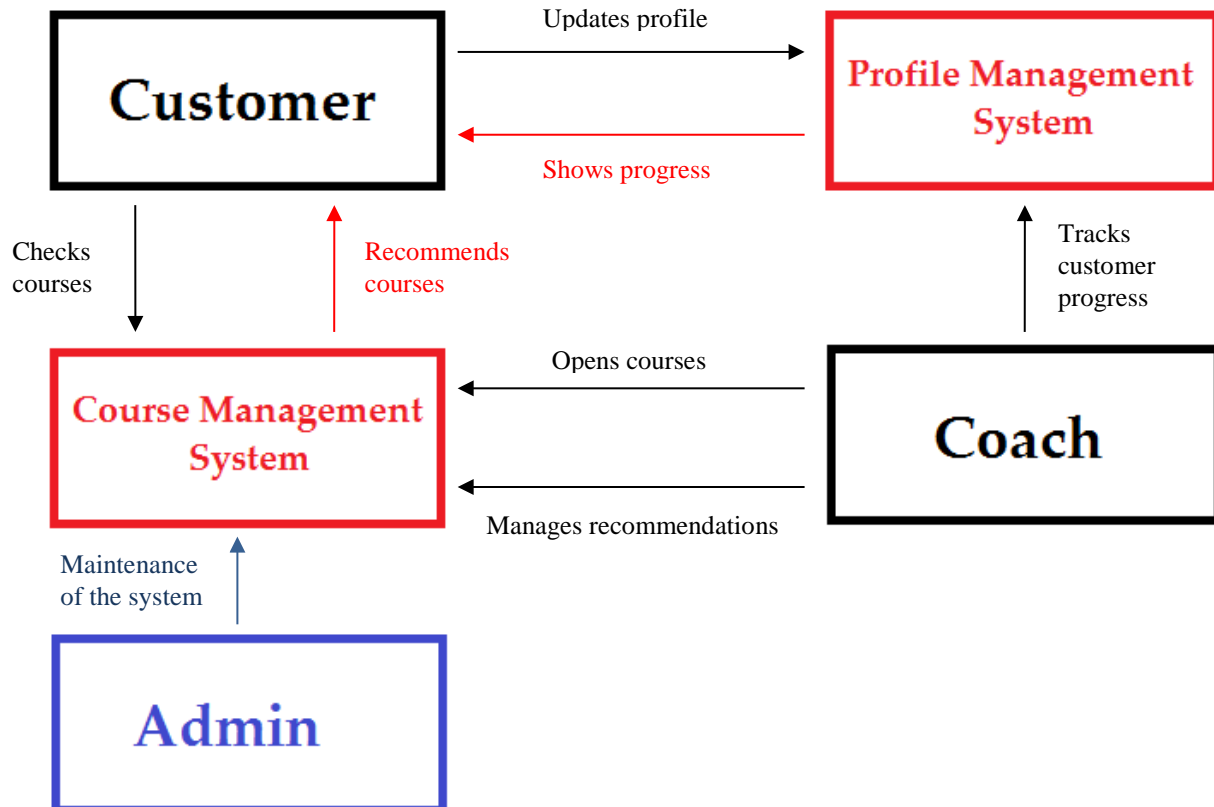 Updates profile
Customer
Profile Management
System
Shows progress
Checks
courses
Recommends
courses
Tracks
customer
progress
Opens courses
Course Management
System
Coach
Manages recommendations
Maintenance
of the system
Admin